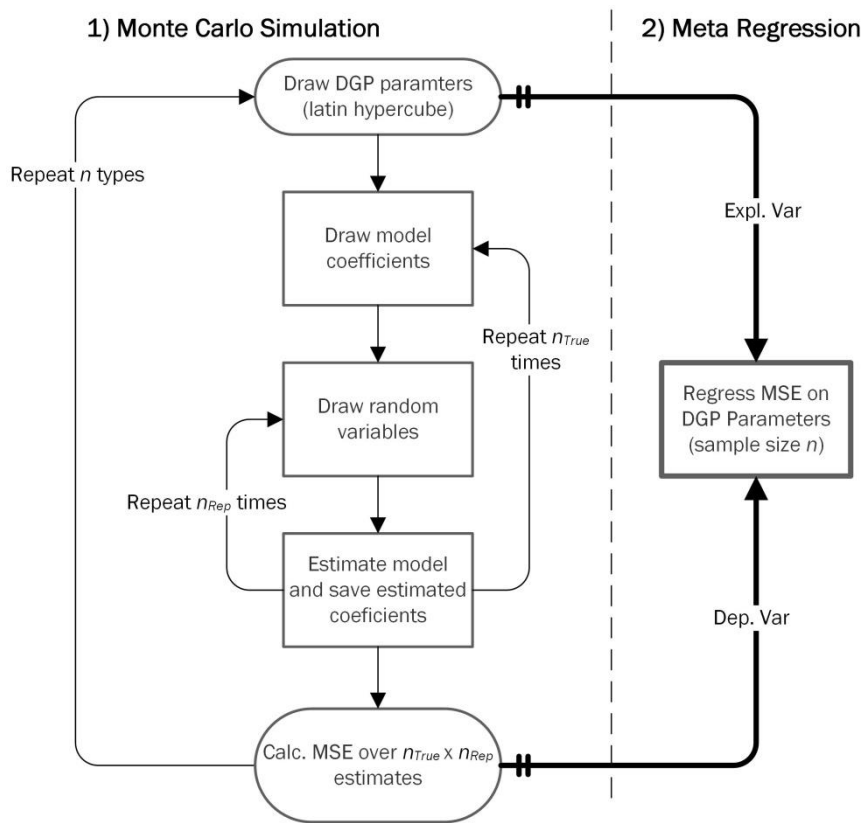 1) Monte Carlo Simulation
2) Meta Regression
Draw DGP paramters
(latin hypercube)
Repeat n types
Draw model
coefficients
Expl. Var
Repeat nTrue
times
Draw random
variables
Regress MSE on
DGP Parameters
(sample size n)
Repeat nRep times
Estimate model
and save estimated
coeficients
Dep. Var
Calc. MSE over nTrue x nRep
estimates